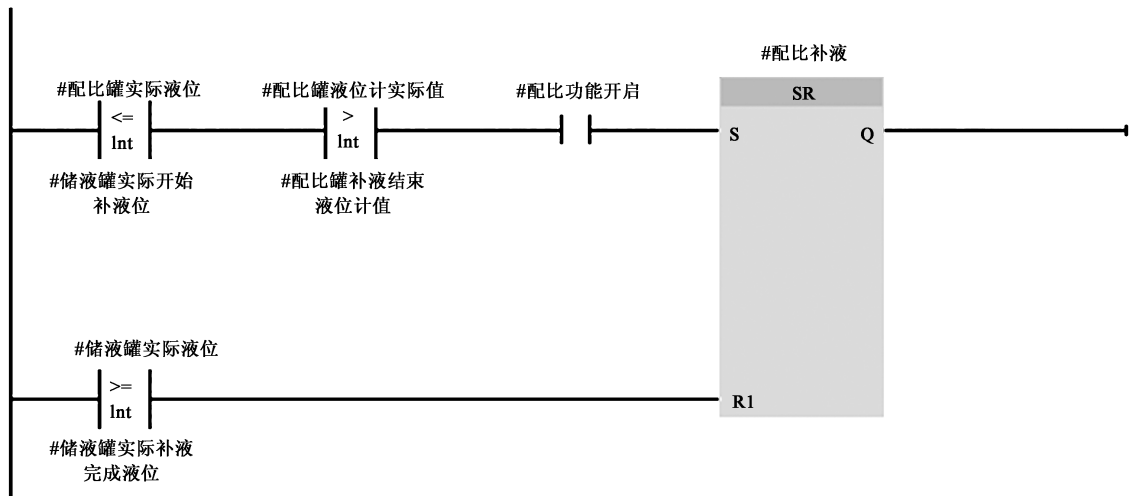 #配比补液
#配比罐实际液位
#配比罐液位计实际值
#配比功能开启
SR
<=
>
Int
Int
S
Q
#储液罐实际开始
补液位
#配比罐补液结束
液位计值
#储液罐实际液位
>=
Int
R1
#储液罐实际补液
完成液位